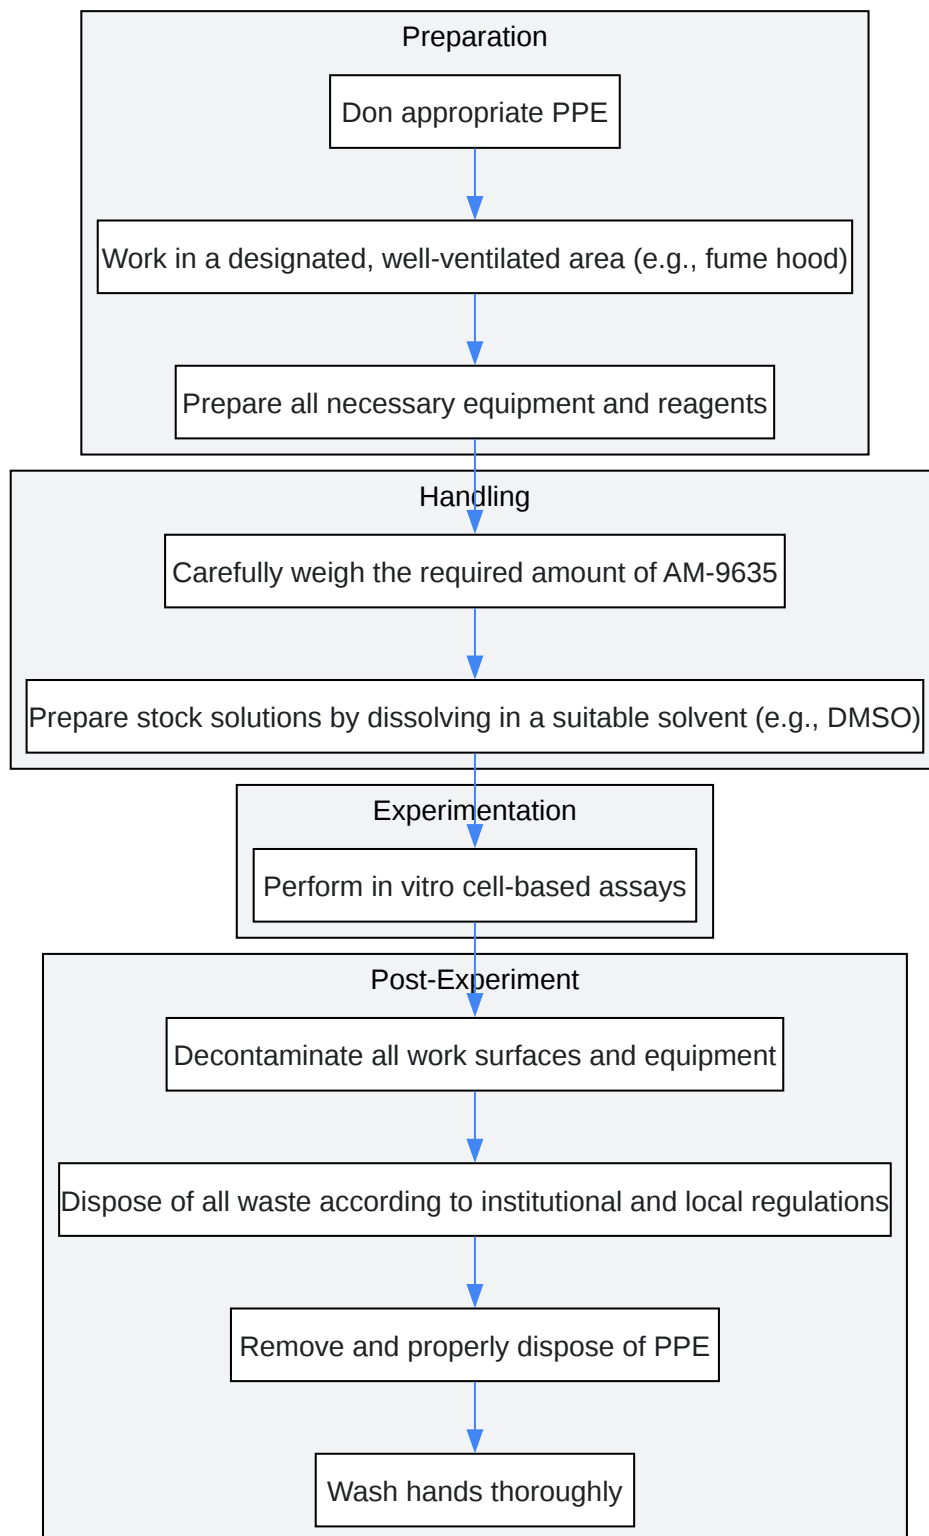 Preparation
Don appropriate PPE
Work in a designated, well-ventilated area (e.g., fume hood)
Prepare all necessary equipment and reagents
Handling
Carefully weigh the required amount of AM-9635
Prepare stock solutions by dissolving in a suitable solvent (e.g., DMSO)
Experimentation
Perform in vitro cell-based assays
Post-Experiment
Decontaminate all work surfaces and equipment
Dispose of all waste according to institutional and local regulations
Remove and properly dispose of PPE
Wash hands thoroughly